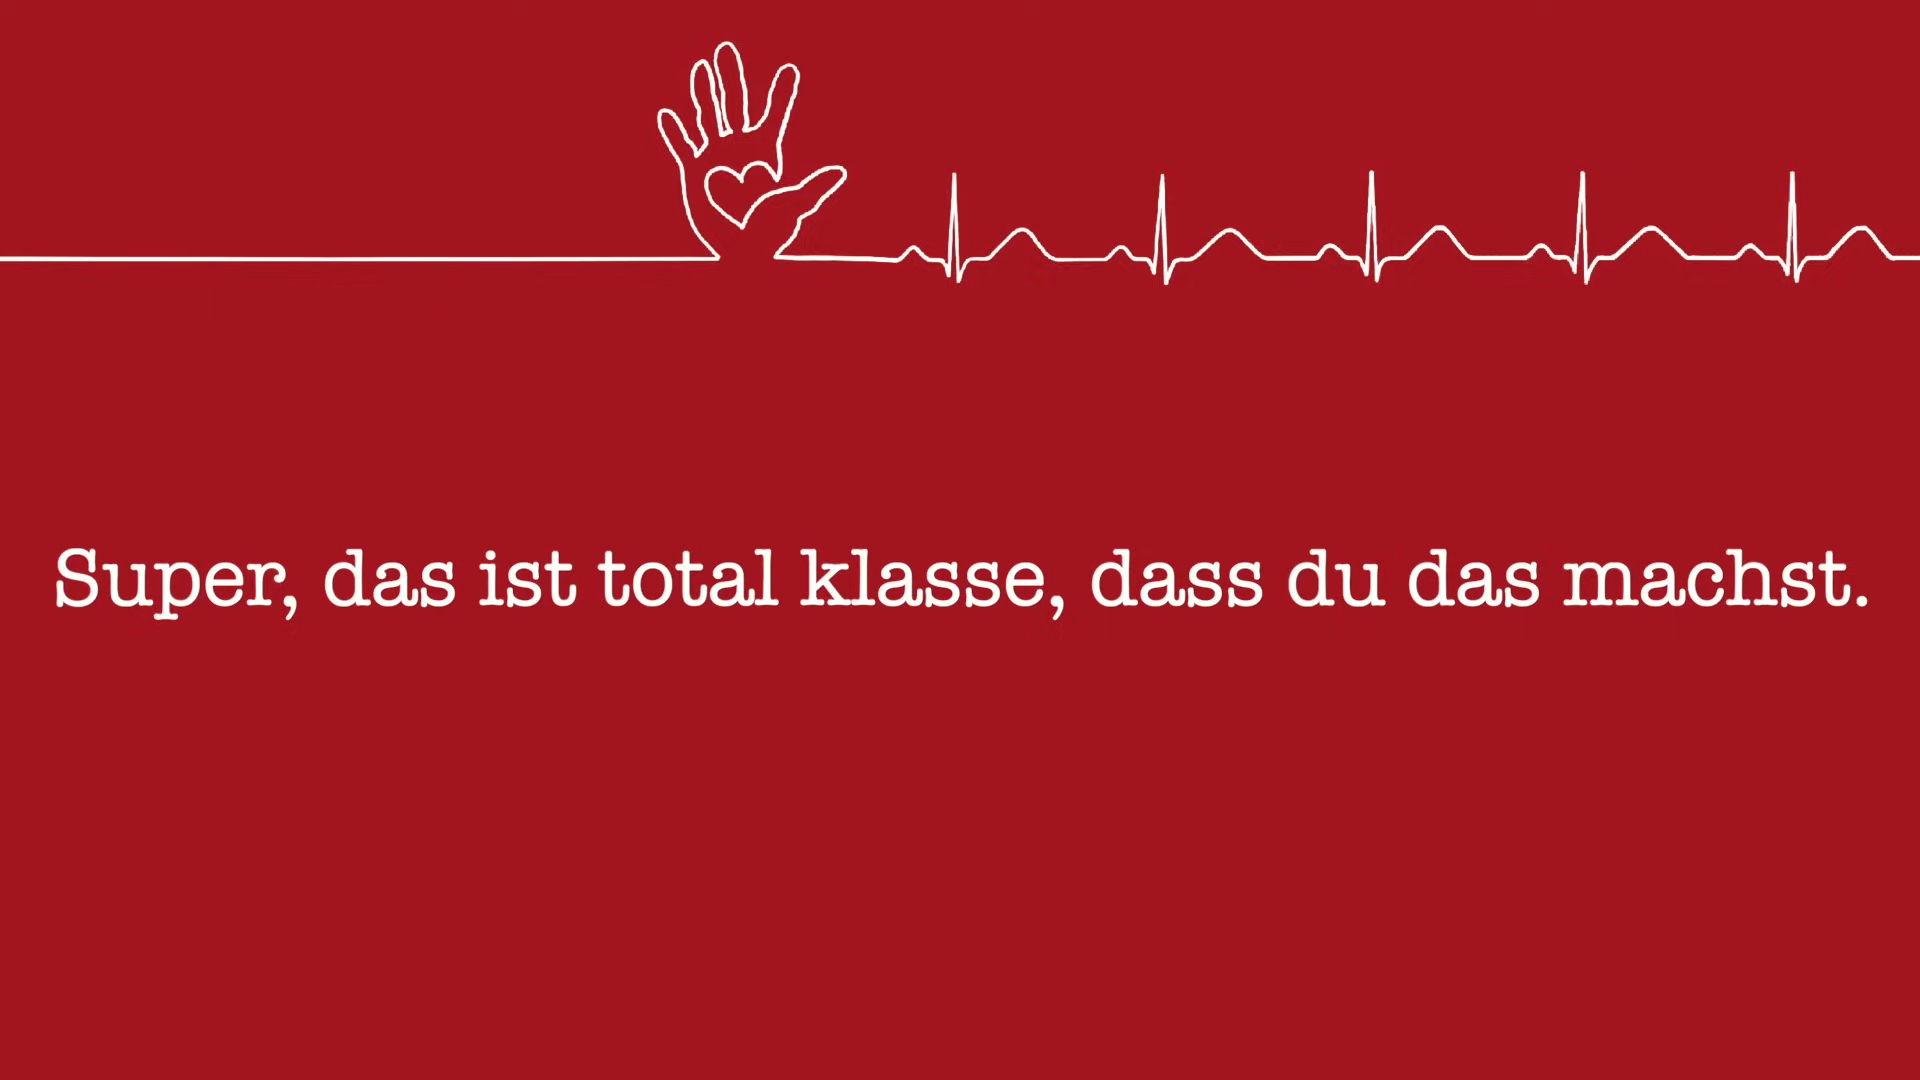 Super, das ist total klasse, dass du das machst.